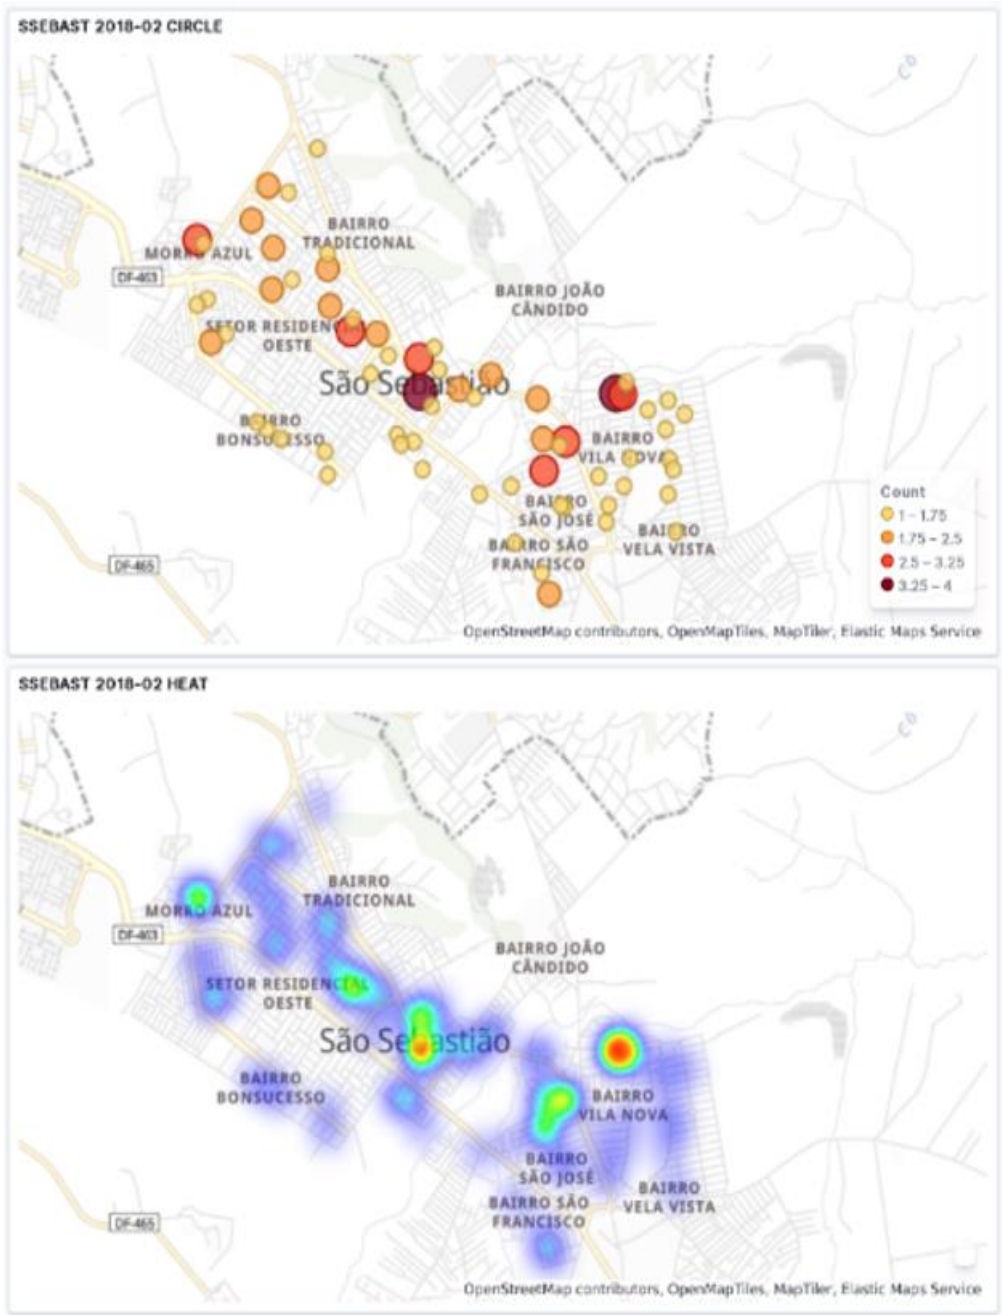 SSEBAST 2018-02 CIRCLE
BAIRRO
TRADICIONAL
MORRO AZUL
DF-463
BAIRRO JOÃO
CÂNDIDO
SETOR RESIDENCIAL
OESTE
São Sebastião
BAIRRO
BONSUCESSO
BAIRRO
VILA NOVA
BAIRRO
SÃO JOSÉ
BAIRRO
VELA VISTA
BAIRRO SÃO
FRANCISCO
DF-465
Count
1 – 1.75
1.75 – 2.5
2.5 – 3.25
3.25 – 4
OpenStreetMap contributors, OpenMapTiles, MapTiler, Elastic Maps Service
SSEBAST 2018-02 HEAT
BAIRRO
TRADICIONAL
MORRO AZUL
DF-463
BAIRRO JOÃO
CÂNDIDO
SETOR RESIDENCIAL
OESTE
São Sebastião
BAIRRO
BONSUCESSO
BAIRRO
VILA NOVA
BAIRRO
SÃO JOSÉ
BAIRRO
VELA VISTA
BAIRRO SÃO
FRANCISCO
DF-465
OpenStreetMap contributors, OpenMapTiles, MapTiler, Elastic Maps Service